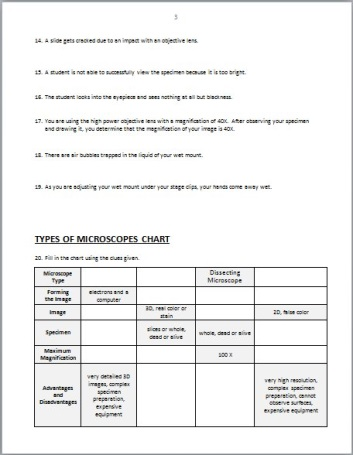 3
14. A slide gets cracked due to an impact with an objective lens.
15. A student is not able to successfully view the specimen because it is too bright.
16. The student looks into the eyepiece and sees nothing at all but blackness.
17. You are using the high power objective lens with a magnification of 40X. After observing your specimen
and drawing it, you determine that the magnification of your image is 40X.
18. There are air bubbles trapped in the liquid of your wet mount.
19. As you are adjusting your wet mount under your stage clips, your hands come away wet.
TYPES OF MICROSCOPES CHART
20. Fill in the chart using the clues given.
Microscope
Type
Dissecting
Microscope
Forming
the Image
electrons and a
computer
Image
3D, real color or
stain
2D, false color
Specimen
slices or whole,
dead or alive
whole, dead or alive
Maximum
Magnification
100 X
Advantages
and
Disadvantages
very detailed 3D
images, complex
specimen
preparation,
expensive
equipment
very high resolution,
complex specimen
preparation, cannot
observe surfaces,
expensive equipment